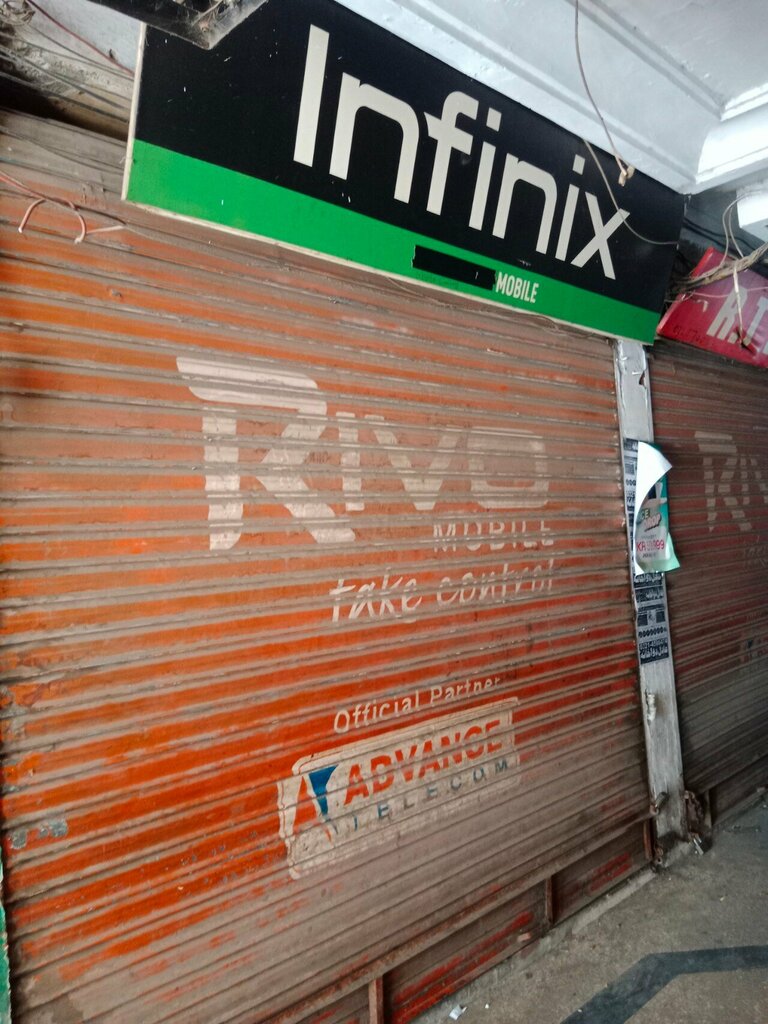 Infinix
MOBILE
RIVO
MOBILE
take control
Official Partner
ADVANCE
TELECOM